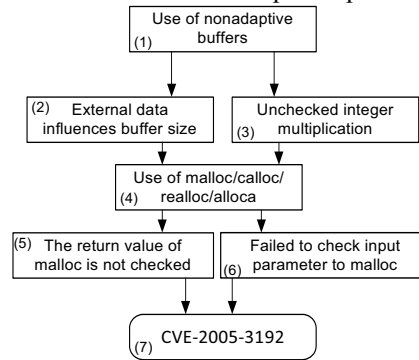 Use of nonadaptive
(1) buffers
(2) External data
influences buffer size
Unchecked integer
(3) multiplication
Use of malloc/calloc/
(4) realloc/alloca
(5) The return value of
malloc is not checked
Failed to check input
(6) parameter to malloc
(7) CVE-2005-3192